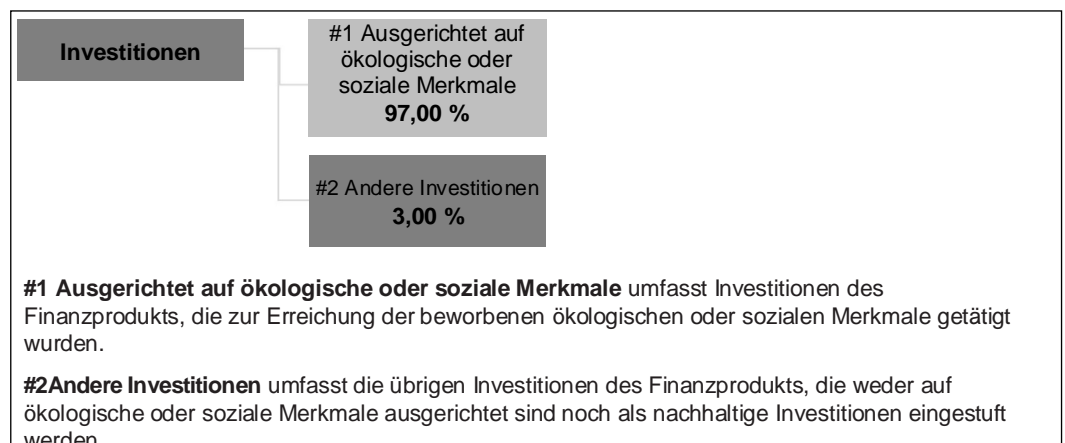 Investitionen
#1 Ausgerichtet auf
ökologische oder
soziale Merkmale
97,00 %
#2 Andere Investitionen
3,00 %
#1 Ausgerichtet auf ökologische oder soziale Merkmale umfasst Investitionen des
Finanzprodukts, die zur Erreichung der beworbenen ökologischen oder sozialen Merkmale getätigt
wurden.
#2Andere Investitionen umfasst die übrigen Investitionen des Finanzprodukts, die weder auf
ökologische oder soziale Merkmale ausgerichtet sind noch als nachhaltige Investitionen eingestuft
werden